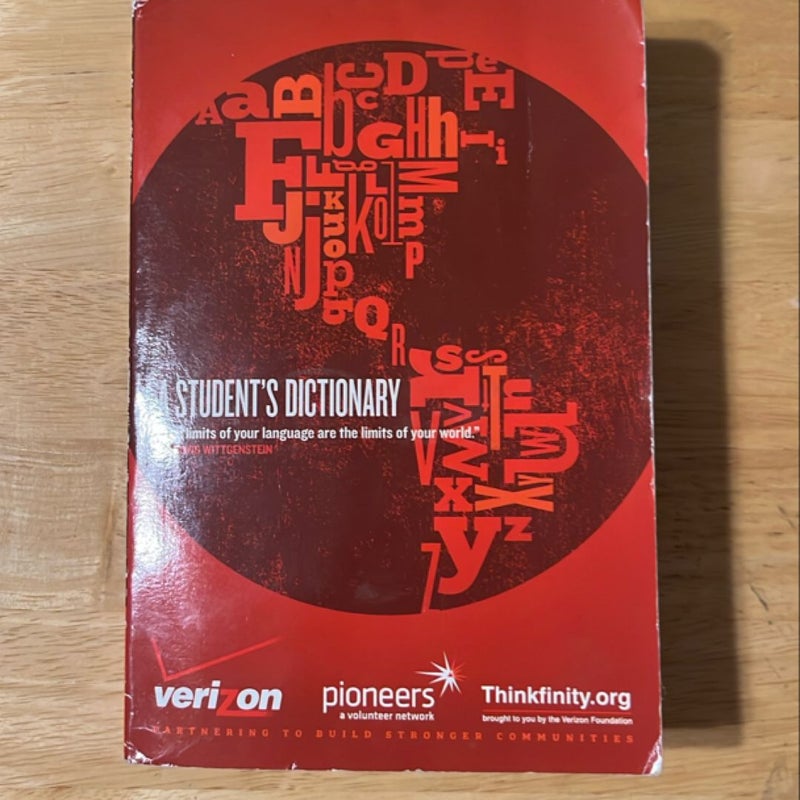 A STUDENT'S DICTIONARY
limits of your language are the limits of your world."
WITTGENSTEIN
verizon
pioneers
a volunteer network
Thinkfinity.org
brought to you by the Verizon Foundation
PARTNERING TO BUILD STRONGER COMMUNITIES